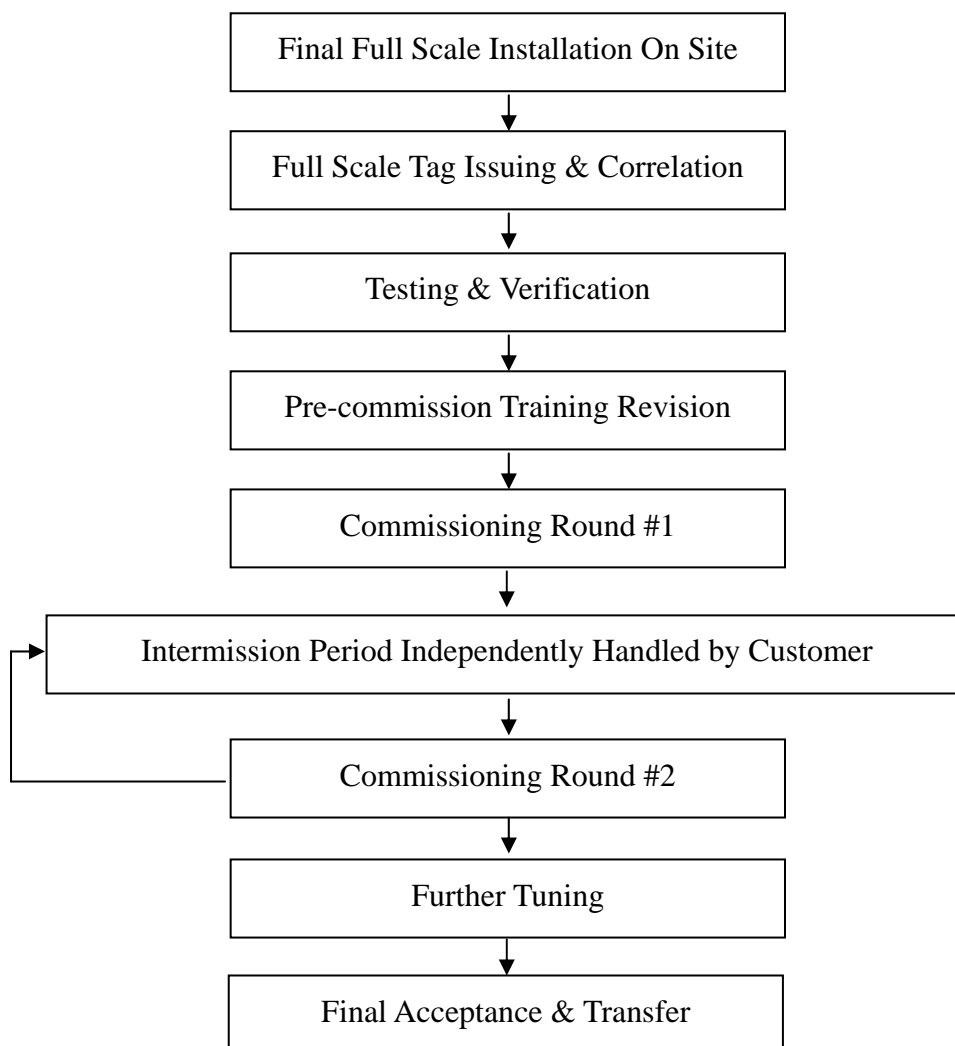 Final Full Scale Installation On Site
Full Scale Tag Issuing & Correlation
Testing & Verification
Pre-commission Training Revision
Commissioning Round #1
Intermission Period Independently Handled by Customer
Commissioning Round #2
Further Tuning
Final Acceptance & Transfer